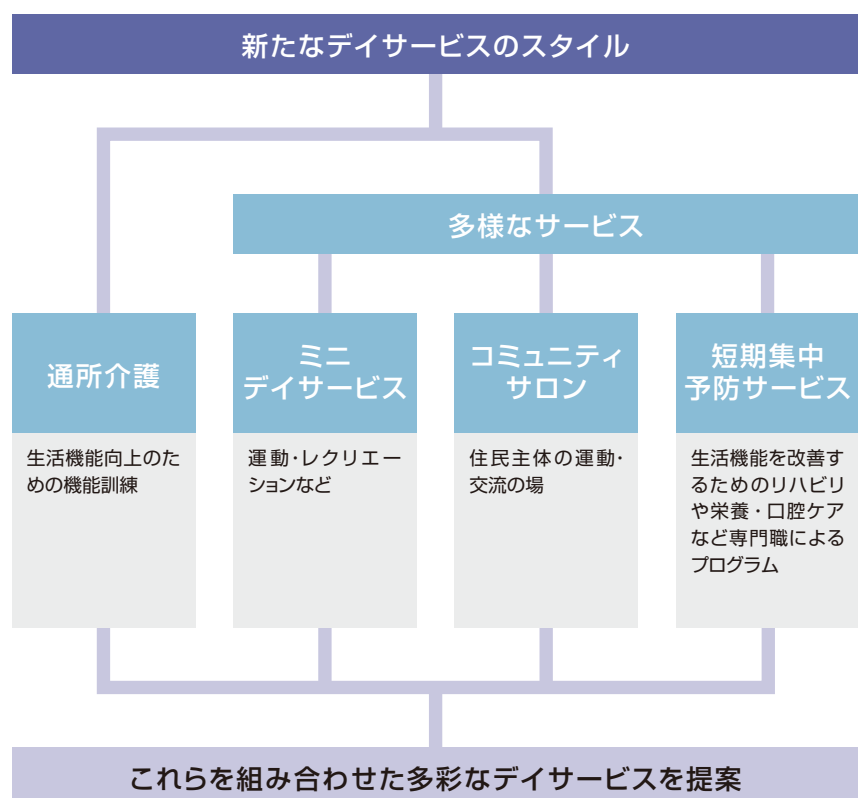 新たなデイサービスのスタイル
多様なサービス
通所介護
生活機能向上のた
めの機能訓練
ミニ
デイサービス
運動・レクリエー
ションなど
コミュニティ
サロン
住民主体の運動・
交流の場
短期集中
予防サービス
生活機能を改善す
るためのリハビリ
や栄養・口腔ケア
など専門職による
プログラム
これらを組み合わせた多彩なデイサービスを提案